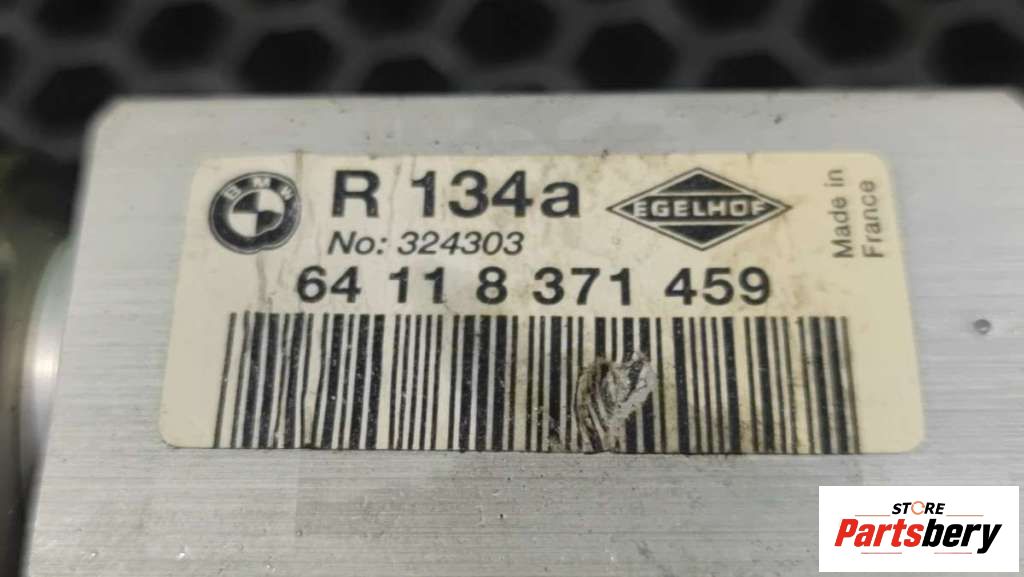 BMW
R 134a
EGELHOF
Made in
France
No: 324303
64 11 8 371 459
STORE
Partsbery